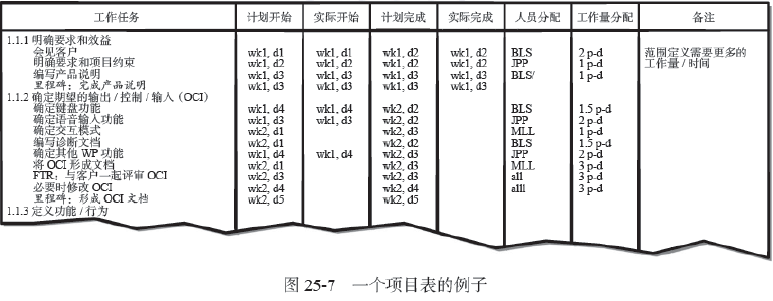 工作任务 计划开始 实际开始 计划完成 实际完成 人员分配 工作量分配 备注
1.1.1 明确要求和效益
会见客户 wk1, d1 wk1, d1 wk1, d2 wk1, d2 BLS 2 p-d 范围定义需要更多的
明确要求和项目约束 wk1, d2 wk1, d2 wk1, d2 wk1, d2 JPP 1 p-d 工作量/时间
编写产品说明 wk1, d3 wk1, d3 wk1, d3 wk1, d3 BLS/ 1 p-d
里程碑：完成产品说明 wk1, d3 wk1, d3 wk1, d3 wk1, d3
1.1.2 确定期望的输出/控制/输入（OCI）
确定键盘功能 wk1, d4 wk1, d4 wk2, d2 BLS 1.5 p-d
确定语音输入功能 wk1, d3 wk1, d3 wk2, d2 JPP 2 p-d
确定交互模式 wk2, d1 wk2, d3 MLL 1 p-d
编写诊断文档 wk2, d1 wk2, d2 BLS 1.5 p-d
确定其他 WP 功能 wk1, d4 wk1, d4 wk2, d3 JPP 2 p-d
将 OCI 形成文档 wk2, d1 wk2, d3 MLL 3 p-d
FTR：与客户一起评审 OCI wk2, d3 wk2, d3 all 3 p-d
必要时修改 OCI wk2, d4 wk2, d4 all 3 p-d
里程碑：形成 OCI 文档 wk2, d5 wk2, d5
1.1.3 定义功能/行为
图 25-7 一个项目表的例子